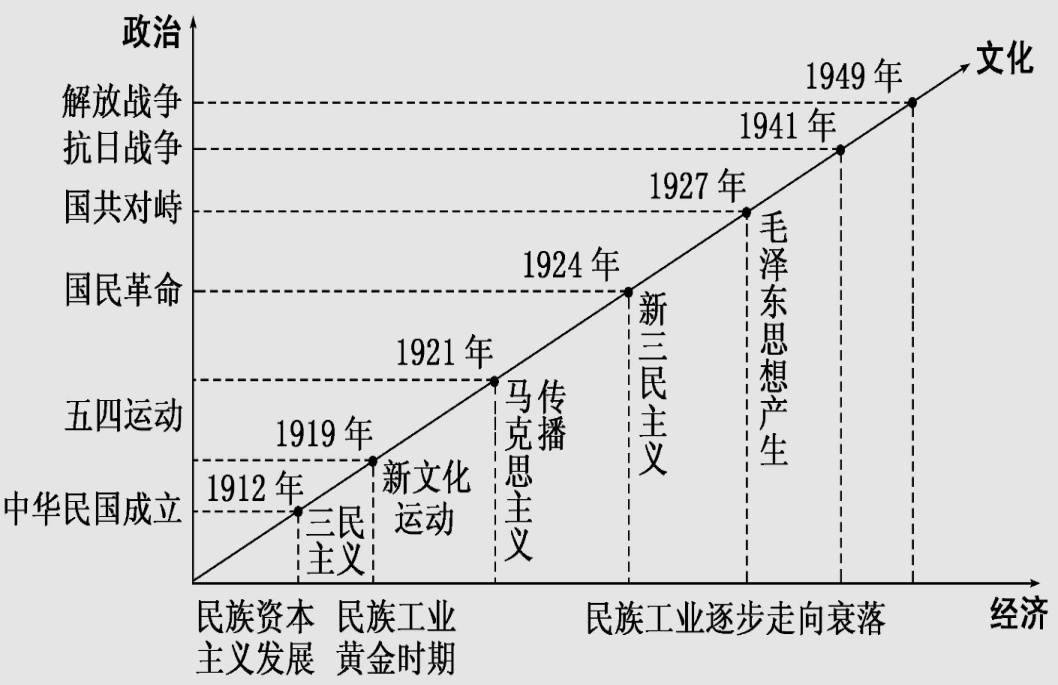 政治
文化
1949 年
解放战争
1941 年
抗日战争
1927 年
国共对峙
毛泽东思想产生
1924 年
国民革命
新三民主义
1921 年
马克思主义
传播
五四运动
1919 年
新文化
运动
1912 年
中华民国成立
三民
主义
经济
民族资本
主义发展
民族工业
黄金时期
民族工业逐步走向衰落